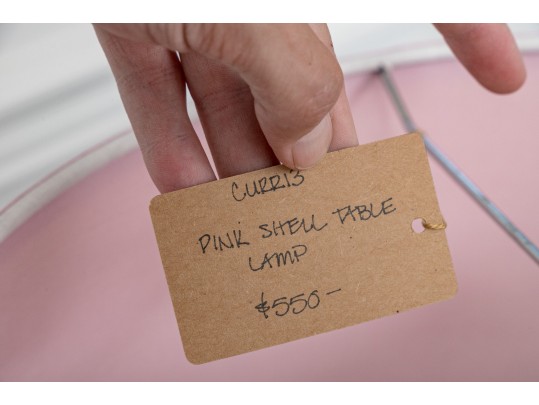 CURR13
PINK SHELL TABLE
LAMP
$550-